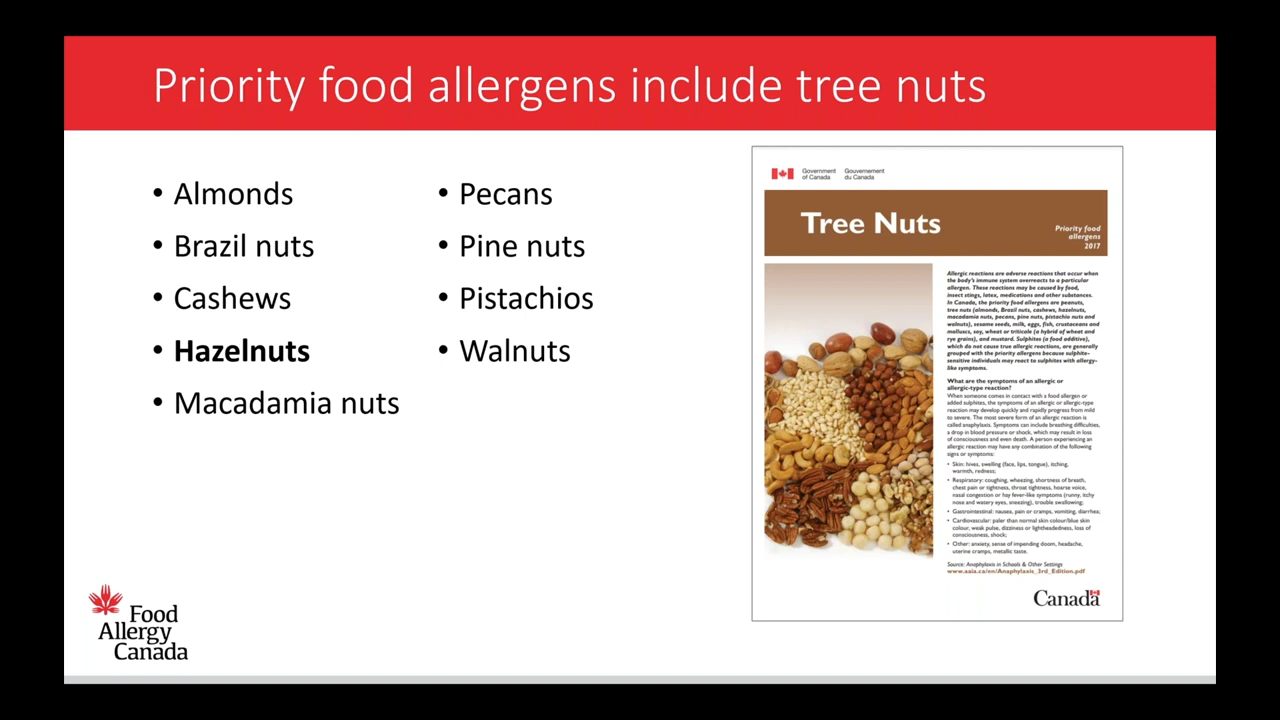 Priority food allergens include tree nuts
• Almonds
• Brazil nuts
• Cashews
• Hazelnuts
• Macadamia nuts
• Pecans
• Pine nuts
• Pistachios
• Walnuts
Government of Canada
Gouvernement du Canada
Tree Nuts
Priority food
allergens
2017
Allergic reactions are adverse reactions that occur when
the body's immune system overreacts to a particular
allergen. These reactions may be caused by food,
insect stings, latex, medications and other substances.
In Canada, the priority food allergens are peanuts,
tree nuts (almonds, Brazil nuts, cashews, hazelnuts,
macadamia nuts, pecans, pine nuts, pistachio nuts and
walnuts), sesame seeds, milk, eggs, fish, crustaceans and
molluscs, soy, wheat or triticale (a hybrid of wheat and
rye grains), and mustard. Sulphites (a food additive),
which do not cause true allergic reactions, are generally
grouped with the priority allergens because sulphite-
sensitive individuals may react to sulphites with allergy-
like symptoms.
What are the symptoms of an allergic or
allergic-type reaction?
When someone comes in contact with a food allergen or
added sulphites, the symptoms of an allergic or allergic-type
reaction may develop quickly and rapidly progress from mild
to severe. The most severe form of an allergic reaction is
called anaphylaxis. Symptoms can include breathing difficulties,
a drop in blood pressure or shock, which may result in loss
of consciousness and even death. A person experiencing an
allergic reaction may have any combination of the following
signs or symptoms:
• Skin: hives, swelling (face, lips, tongue), itching,
warmth, redness;
• Respiratory: coughing, wheezing, shortness of breath,
chest pain or tightness, throat tightness, hoarse voice,
nasal congestion or hay fever-like symptoms (runny, itchy
nose and watery eyes, sneezing), trouble swallowing;
• Gastrointestinal: nausea, pain or cramps, vomiting, diarrhea;
• Cardiovascular: paler than normal skin colour/blue skin
colour, weak pulse, dizziness or lightheadedness, loss of
consciousness, shock;
• Other: anxiety, sense of impending doom, headache,
uterine cramps, metallic taste.
Source: Anaphylaxis in Schools & Other Settings
www.aaia.ca/en/Anaphylaxis_3rd_Edition.pdf
Canada
Food
Allergy
Canada